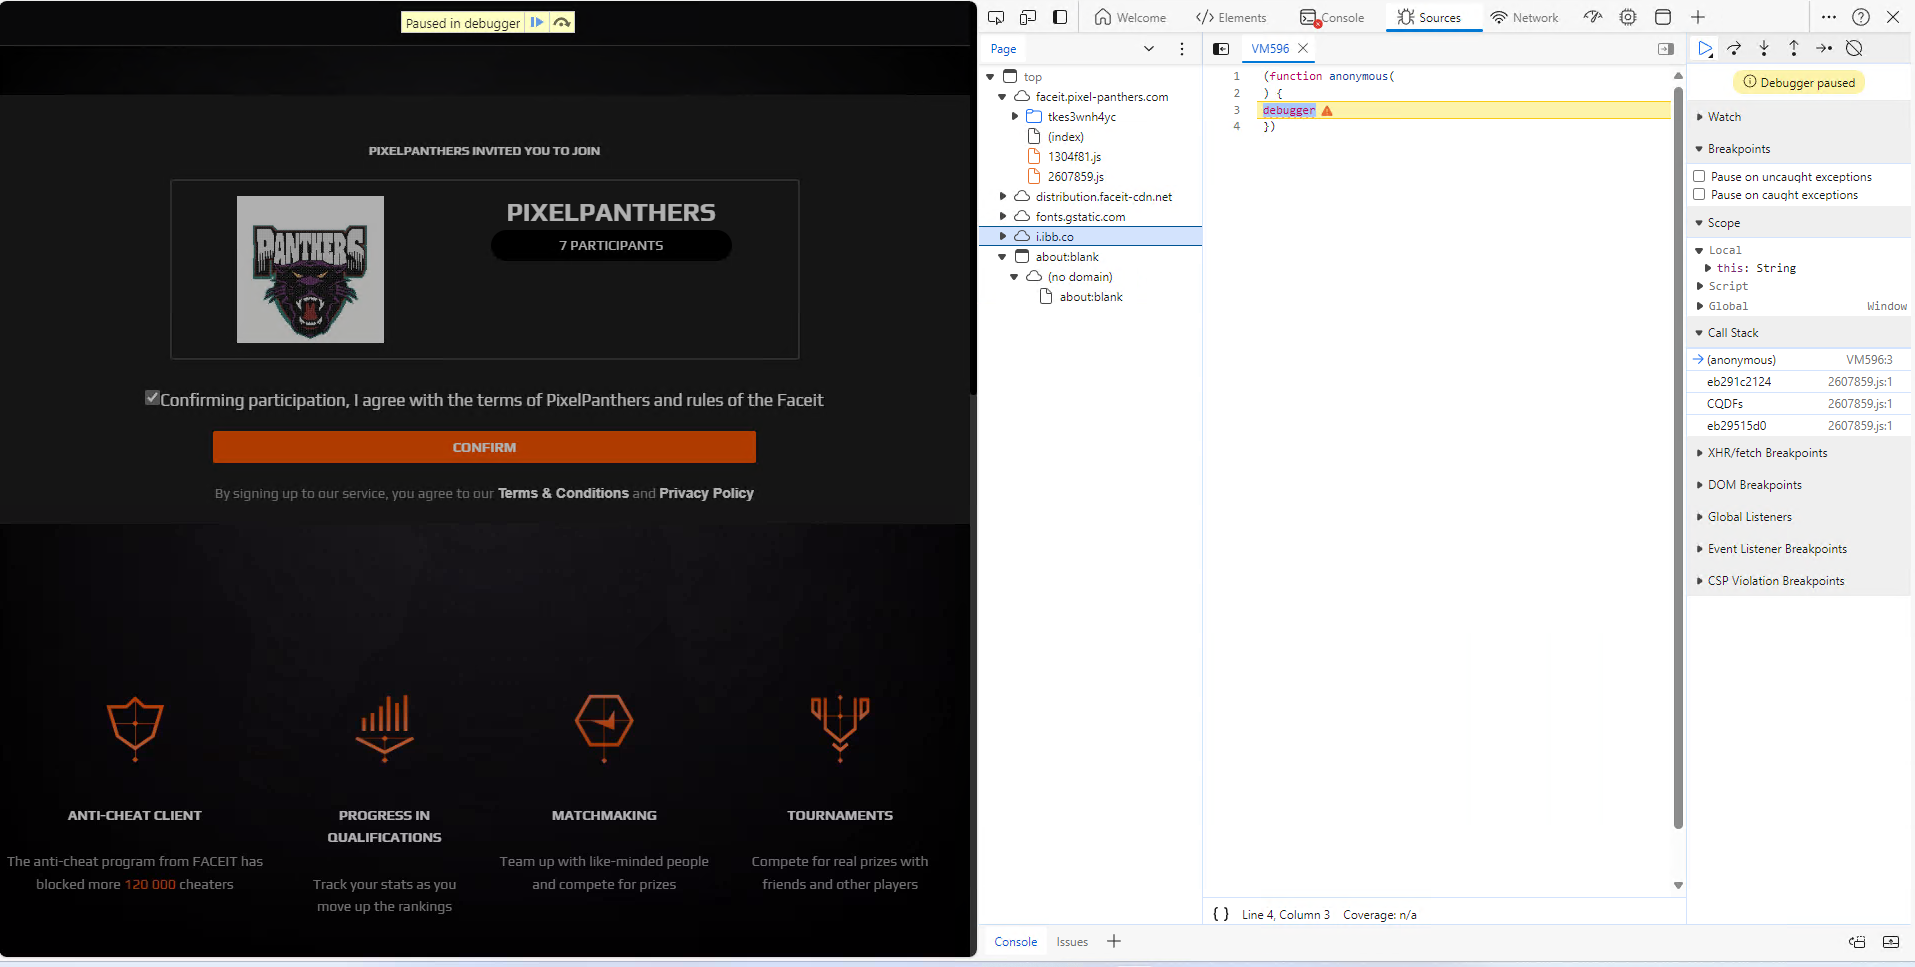 Paused in debugger
PIXELPANTHERS INVITED YOU TO JOIN
PANTHERS
PIXELPANTHERS
7 PARTICIPANTS
Confirming participation, I agree with the terms of PixelPanthers and rules of the Faceit
CONFIRM
By signing up to our service, you agree to our Terms & Conditions and Privacy Policy
ANTI-CHEAT CLIENT
The anti-cheat program from FACEIT has
blocked more 120 000 cheaters
PROGRESS IN
QUALIFICATIONS
Track your stats as you
move up the rankings
MATCHMAKING
Team up with like-minded people
and compete for prizes
TOURNAMENTS
Compete for real prizes with
friends and other players
Welcome
Elements
Console
Sources
Network
Page
top
faceit.pixel-panthers.com
tkes3wnh4yc
(index)
1304f81.js
2607859.js
distribution.faceit-cdn.net
fonts.gstatic.com
i.ibb.co
about:blank
(no domain)
about:blank
VM596
1 (function anonymous(
2 ) {
3 debugger
4 })
{ } Line 4, Column 3 Coverage: n/a
Debugger paused
Watch
Breakpoints
Pause on uncaught exceptions
Pause on caught exceptions
Scope
Local
this: String
Script
Global Window
Call Stack
(anonymous) VM596:3
eb291c2124 2607859.js:1
CQDFs 2607859.js:1
eb29515d0 2607859.js:1
XHR/fetch Breakpoints
DOM Breakpoints
Global Listeners
Event Listener Breakpoints
CSP Violation Breakpoints
Console
Issues